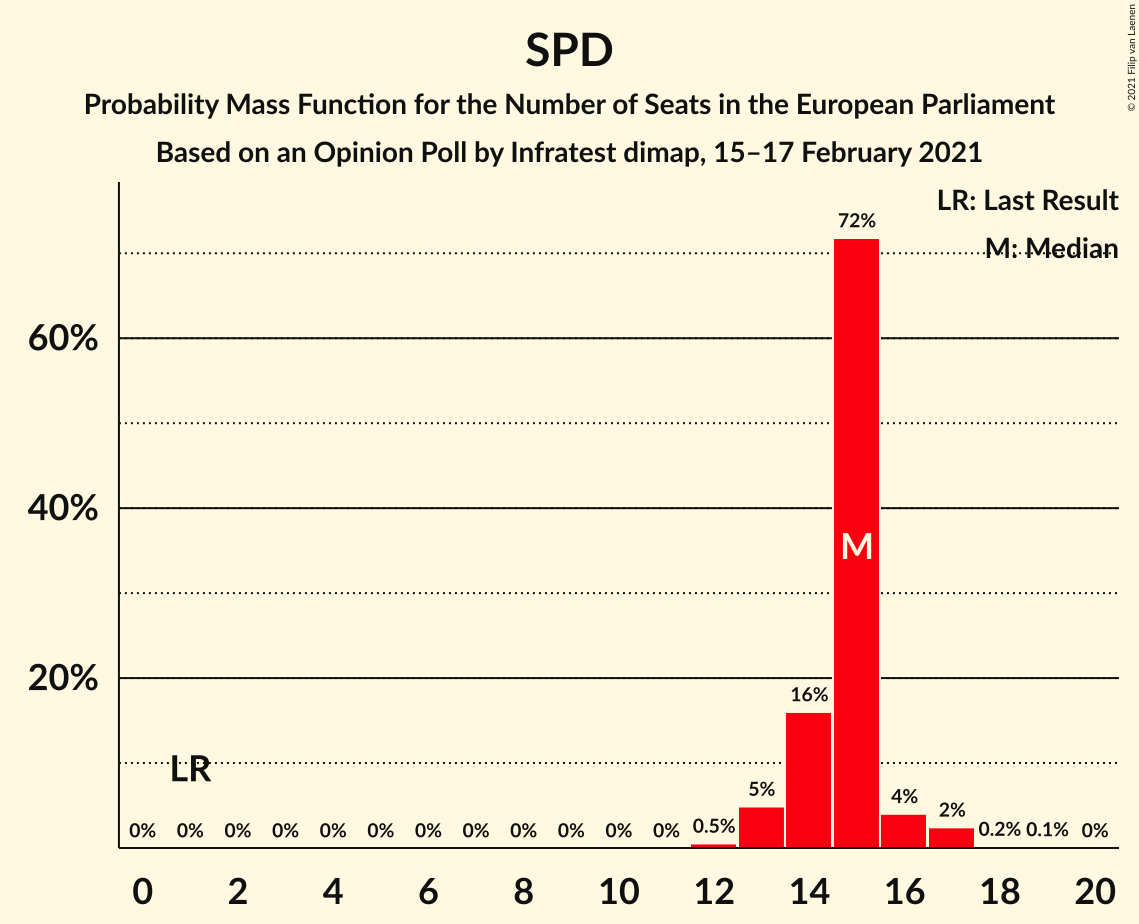 SPD
Probability Mass Function for the Number of Seats in the European Parliament
Based on an Opinion Poll by Infratest dimap, 15–17 February 2021
© 2021 Filip van Laenen
LR: Last Result
M: Median
72%
60%
40%
M
20%
16%
LR
5%
4%
2%
0% 0% 0% 0% 0% 0% 0% 0% 0% 0% 0% 0% 0.5% 0.2% 0.1% 0%
0 2 4 6 8 10 12 14 16 18 20